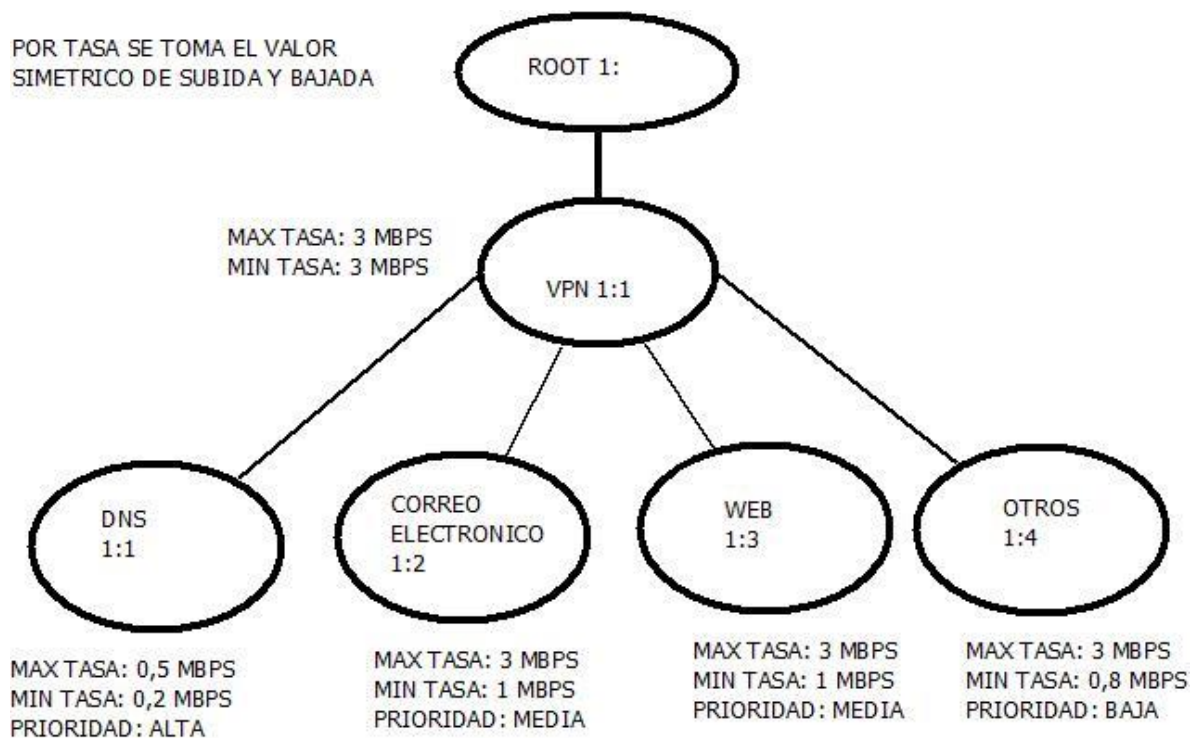 POR TASA SE TOMA EL VALOR
SIMETRICO DE SUBIDA Y BAJADA
ROOT 1:
MAX TASA: 3 MBPS
MIN TASA: 3 MBPS
VPN 1:1
DNS
1:1
CORREO
ELECTRONICO
1:2
WEB
1:3
OTROS
1:4
MAX TASA: 0,5 MBPS
MIN TASA: 0,2 MBPS
PRIORIDAD: ALTA
MAX TASA: 3 MBPS
MIN TASA: 1 MBPS
PRIORIDAD: MEDIA
MAX TASA: 3 MBPS
MIN TASA: 1 MBPS
PRIORIDAD: MEDIA
MAX TASA: 3 MBPS
MIN TASA: 0,8 MBPS
PRIORIDAD: BAJA